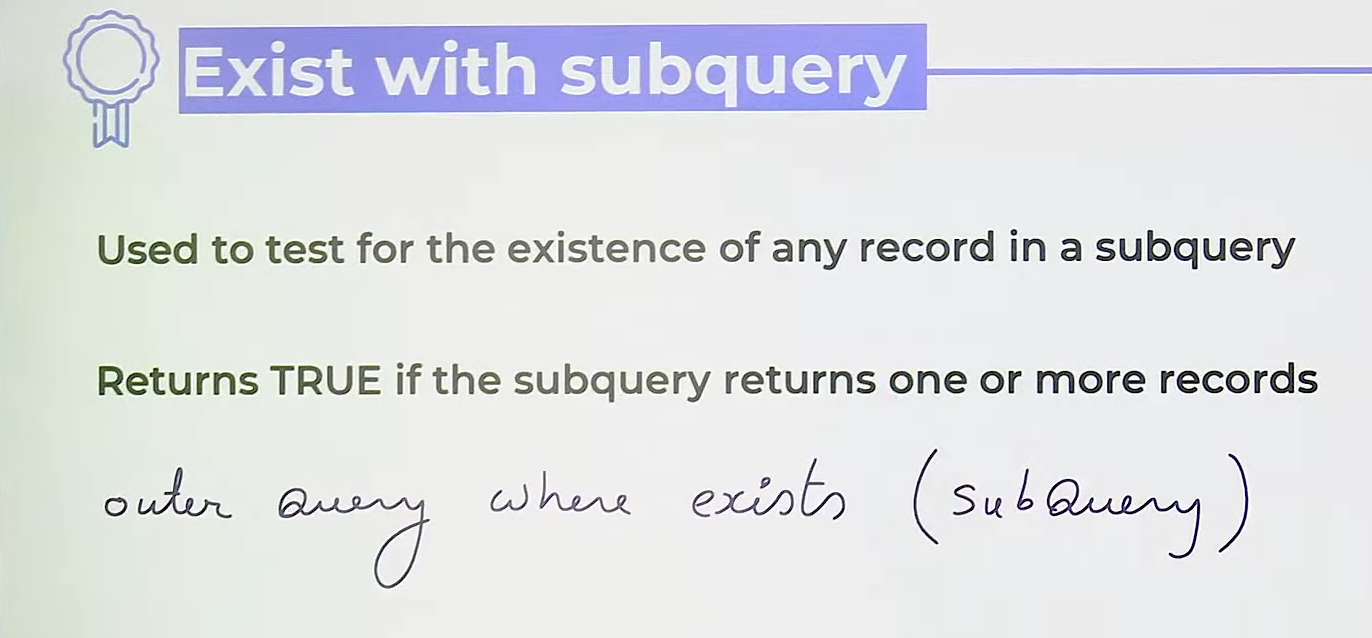 Exist with subquery
Used to test for the existence of any record in a subquery
Returns TRUE if the subquery returns one or more records
outer query where exists (subQuery)